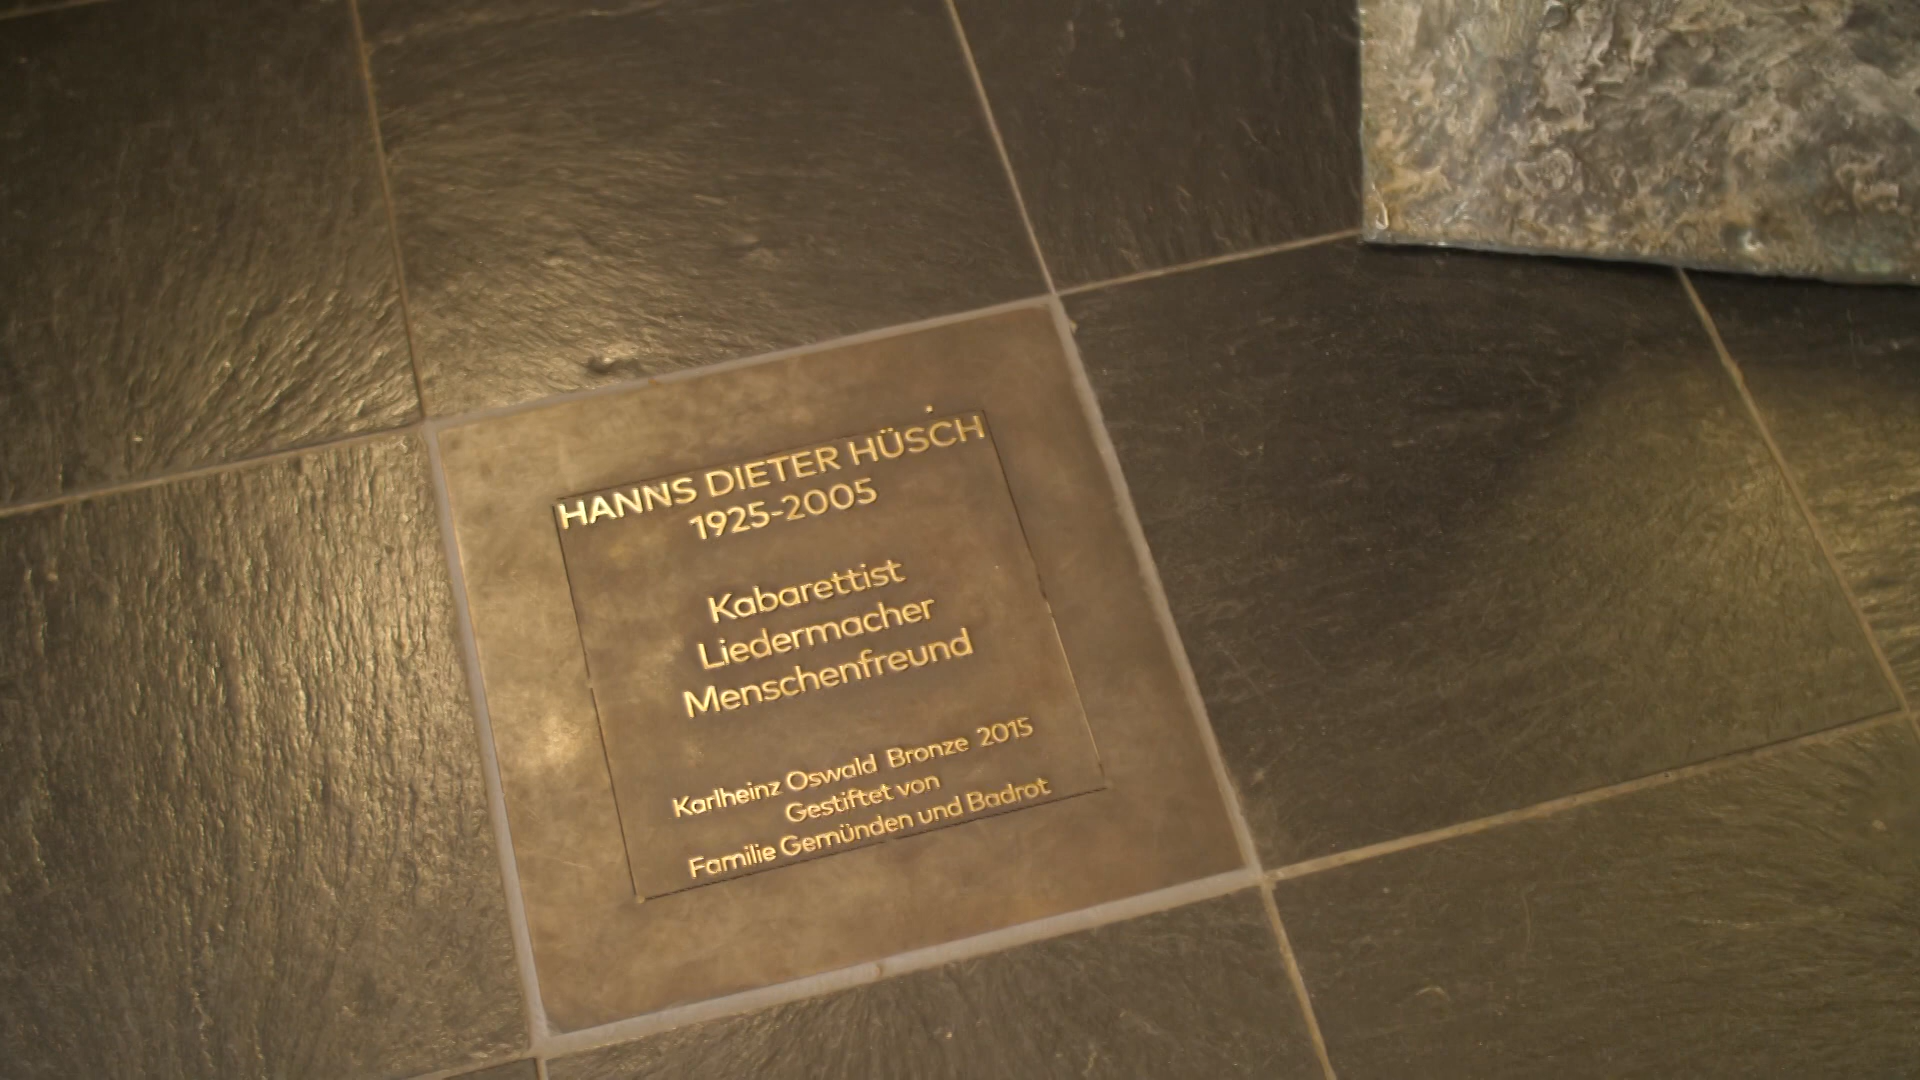 HANNS DIETER HÜSCH
1925-2005
Kabarettist
Liedermacher
Menschenfreund
Karlheinz Oswald Bronze 2015
Gestiftet von
Familie Gemünden und Badrot